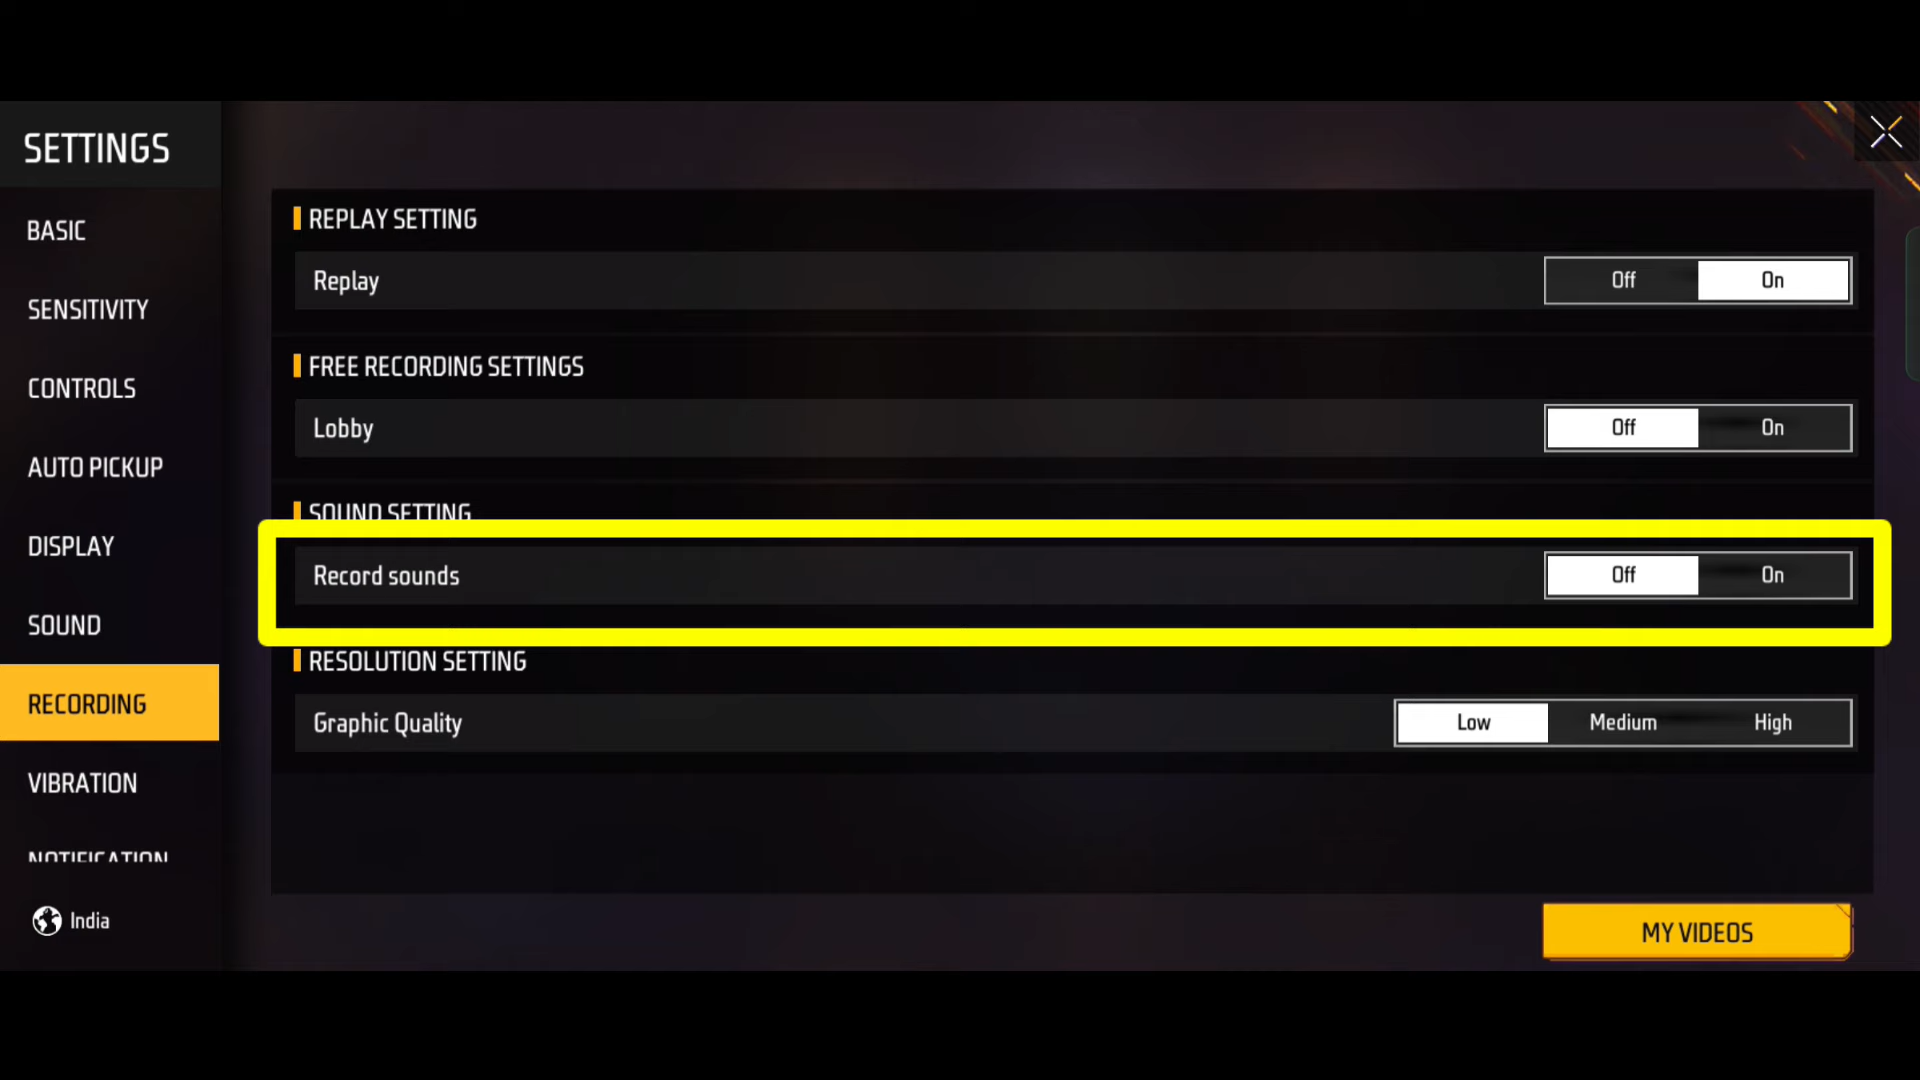 SETTINGS
BASIC
SENSITIVITY
CONTROLS
AUTO PICKUP
DISPLAY
SOUND
RECORDING
VIBRATION
NOTIFICATION
India
REPLAY SETTING
Replay
Off
On
FREE RECORDING SETTINGS
Lobby
Off
On
SOUND SETTING
Record sounds
Off
On
RESOLUTION SETTING
Graphic Quality
Low
Medium
High
MY VIDEOS